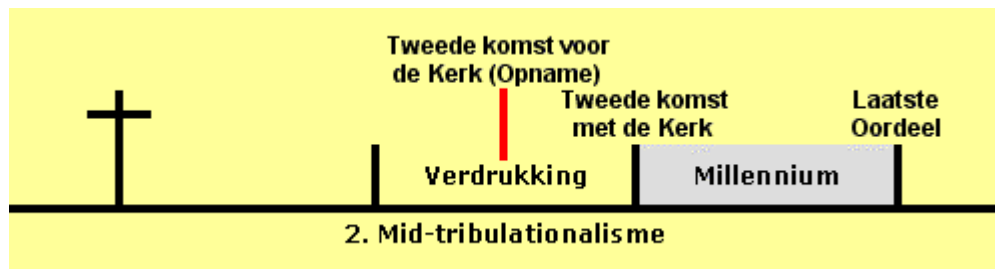 Tweede komst voor
de Kerk (Opname)
Tweede komst
met de Kerk
Laatste
Oordeel
Verdrukking
Millennium
2. Mid-tribulationalisme